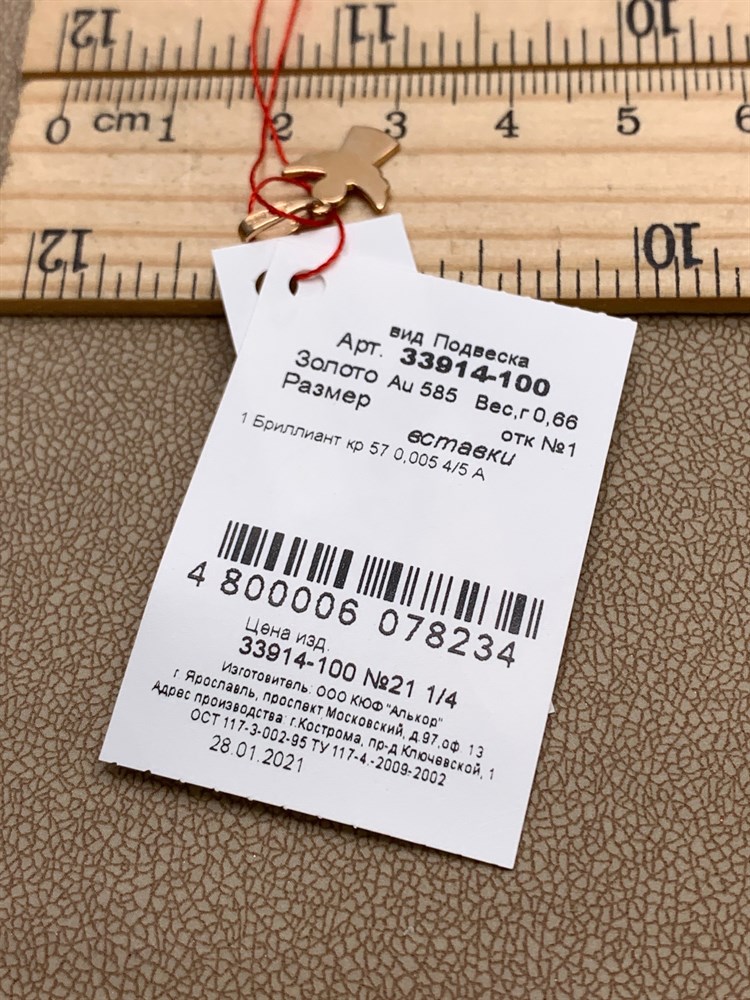 12 11 10
0 cm 1 2 3 4 5 6
12 10
вид Подвеска
Арт. 33914-100
Золото Au 585 Вес,г 0,66
Размер отк №1
вставки
1 Бриллиант кр 57 0,005 4/5 А
4 800006 078234
Цена изд.
33914-100 №21 1/4
Изготовитель: ООО КЮФ "Алькор"
г. Ярославль, проспект Московский, д.97,оф. 13
Адрес производства: г.Кострома, пр-д Ключевской, 1
ОСТ 117-3-002-95 ТУ 117-4.-2009-2002
28.01.2021